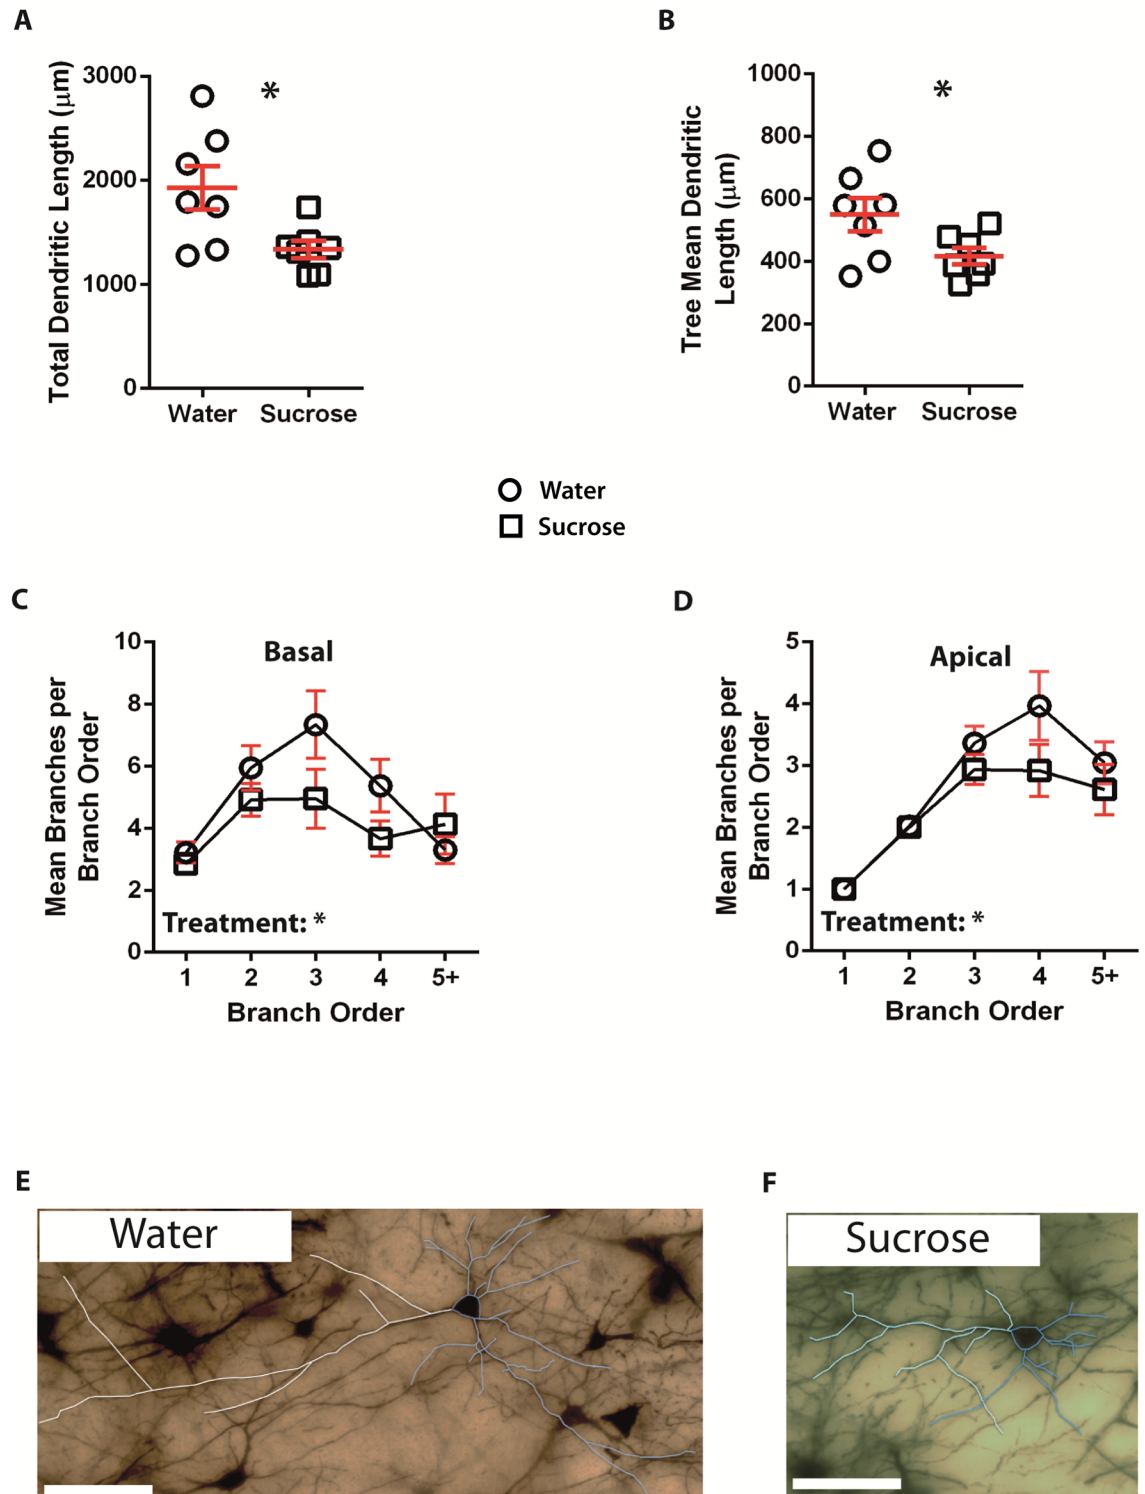 A
B
Total Dendritic Length (μm)
3000
2000
1000
0
*
Water
Sucrose
Tree Mean Dendritic
Length (μm)
1000
800
600
400
200
0
*
Water
Sucrose
Water
Sucrose
C
D
Mean Branches per
Branch Order
10
8
6
4
2
0
Basal
Treatment: *
1 2 3 4 5+
Branch Order
Mean Branches per
Branch Order
5
4
3
2
1
0
Apical
Treatment: *
1 2 3 4 5+
Branch Order
E
F
Water
Sucrose